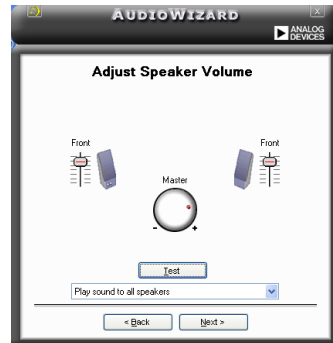 AUDIOWIZARD
X
ANALOG
DEVICES
Adjust Speaker Volume
Front
Front
Master
- +
Test
Play sound to all speakers
< Back
Next >